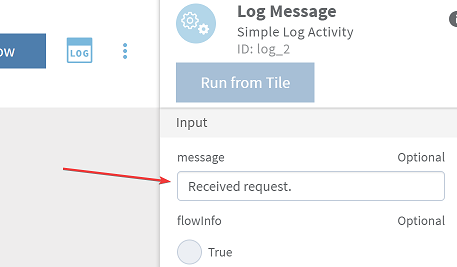 Log Message
Simple Log Activity
ID: log_2
ow
LOG
Run from Tile
Input
message Optional
Received request.
flowInfo Optional
True